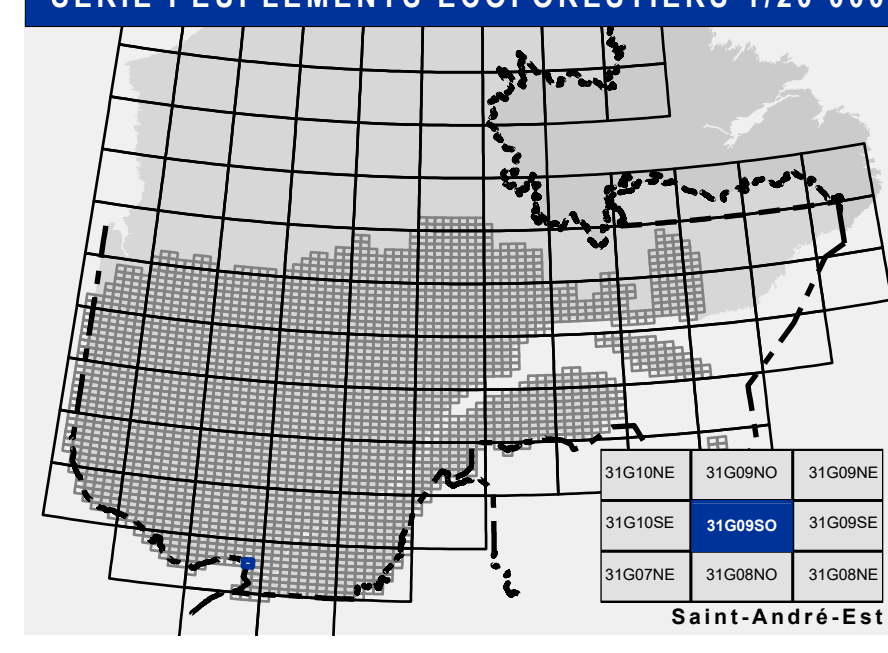 SÉRIE PEUPLEMENTS ÉCOFORESTIERS 1/20 000
31G10NE 31G09NO 31G09NE
31G10SE 31G09SO 31G09SE
31G07NE 31G08NO 31G08NE
Saint-André-Est